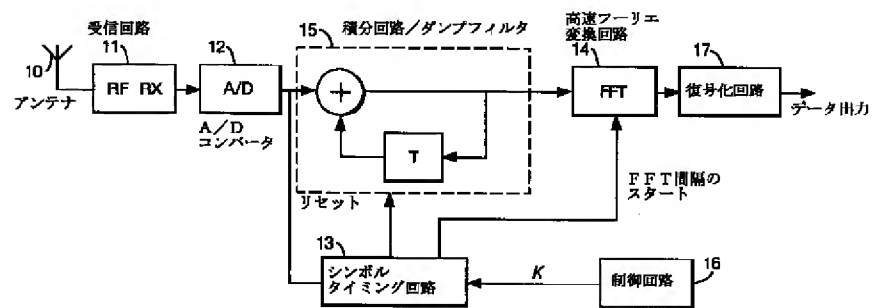 受信回路
11
10
アンテナ
RF RX
12
A/D
A/D
コンバータ
15
積分回路/ダンプフィルタ
+
T
リセット
高速フーリエ
変換回路
14
FFT
17
復号化回路
データ出力
FFT間隔の
スタート
13
シンボル
タイミング回路
K
制御回路
16